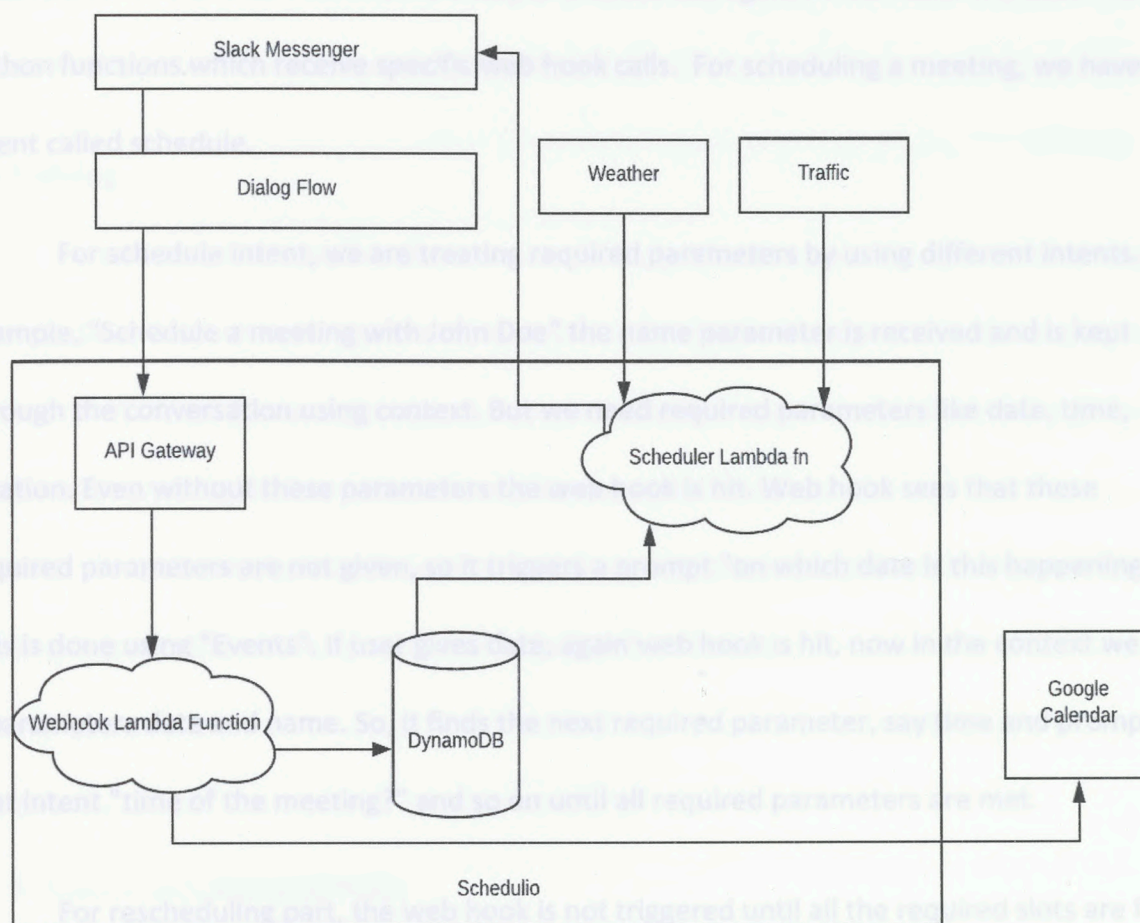 Slack Messenger
functions which receive specific web hook calls. For scheduling a meeting, we have
called schedule.
Dialog Flow
Weather
Traffic
For schedule intent, we are treating required parameters by using different intents.
"Schedule a meeting with John Doe" the name parameter is received and is kept
the conversation using context. But we need required parameters like date, time,
API Gateway
Scheduler Lambda fn
Even without these parameters the web hook is hit. Web hook sees that those
parameters are not given, so it triggers a prompt "on which date is this happening
is done using "Events". If user gives date, again web hook is hit, now in the context we
Google
Calendar
Webhook Lambda Function
DynamoDB
name. So, it finds the next required parameter, say time and
intent "time of the meeting?" and so on until all required parameters are met.
Schedulio
For rescheduling part, the web hook is not triggered until all the required slots are